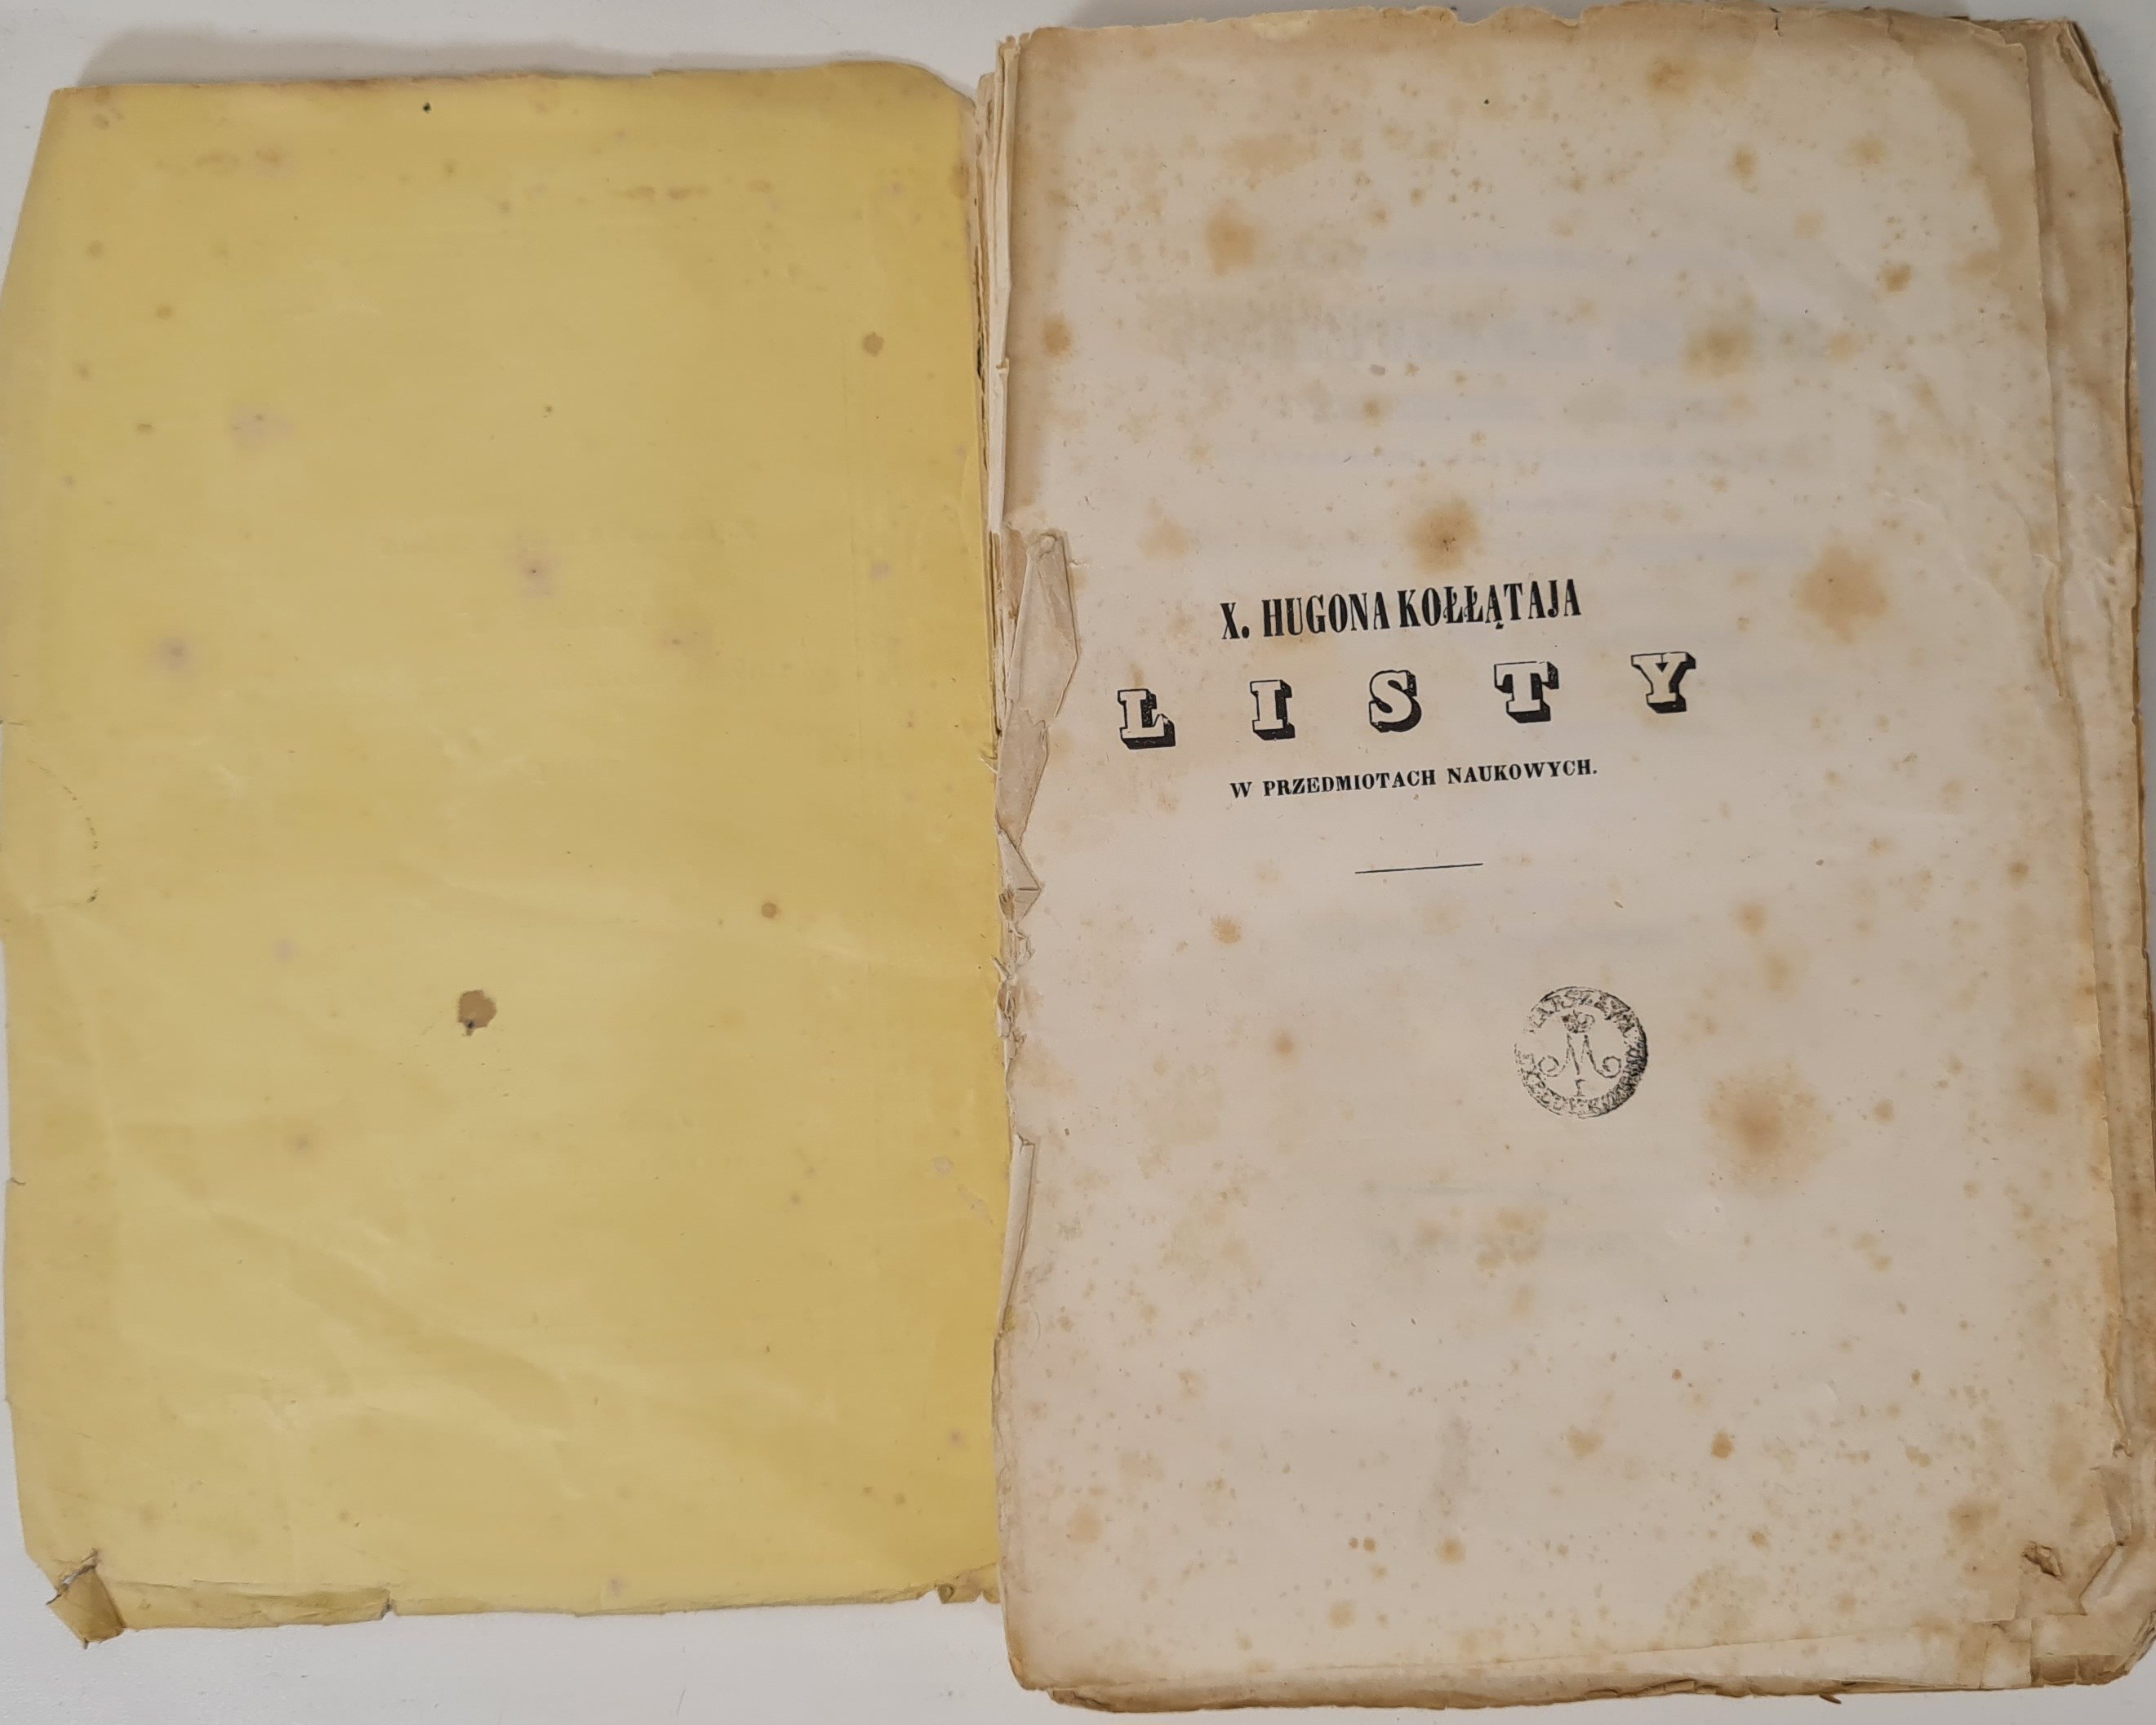 X. HUGONA KOŁŁĄTAJA
LISTY
W PRZEDMIOTACH NAUKOWYCH.